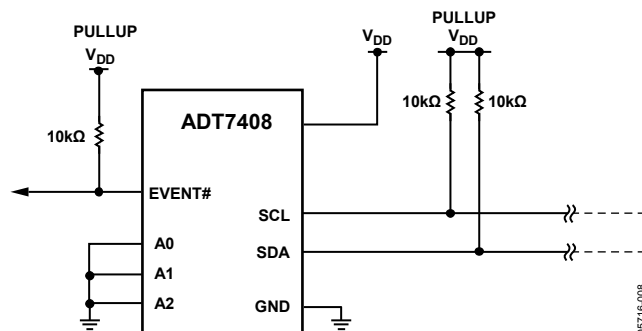 PULLUP
VDD
10kΩ
VDD
PULLUP
VDD
10kΩ
10kΩ
ADT7408
EVENT#
SCL
A0
SDA
A1
A2
GND